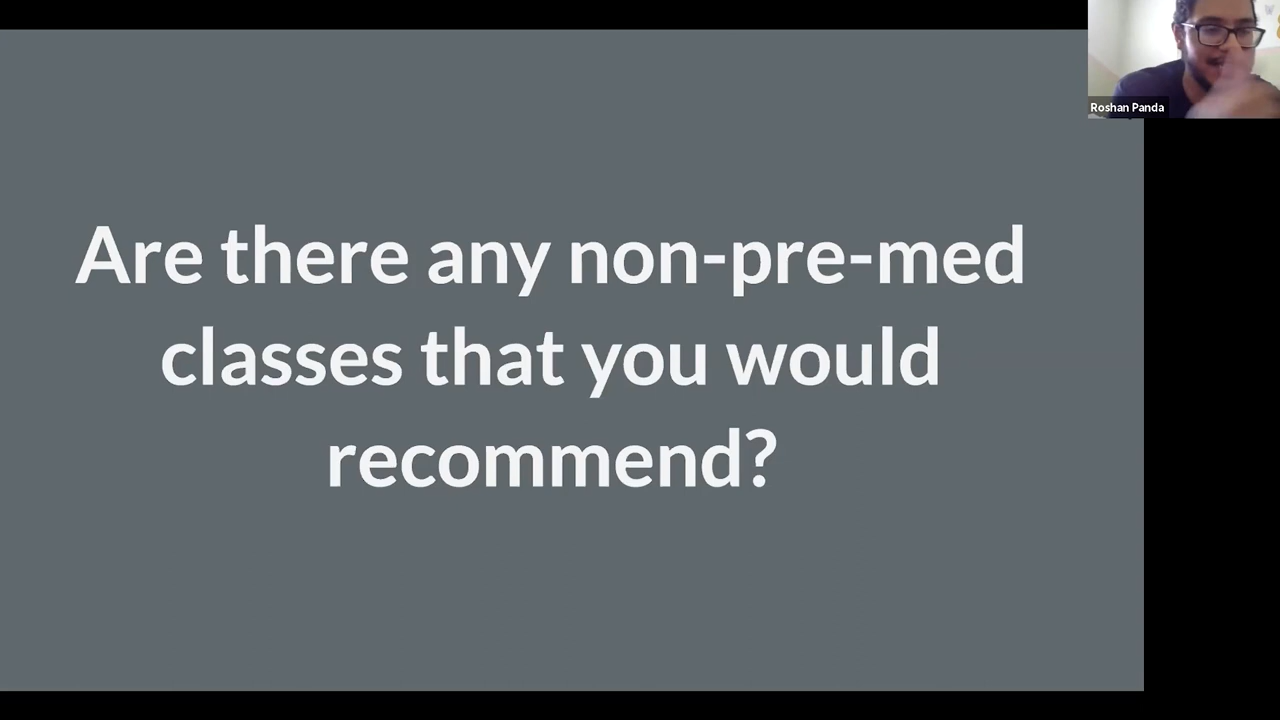 Roshan Panda
Are there any non-pre-med
classes that you would
recommend?